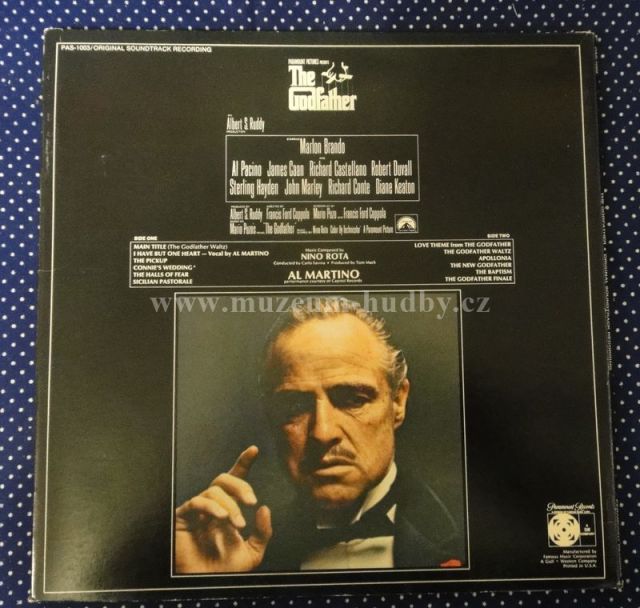 PAS-1003/ORIGINAL SOUNDTRACK RECORDING
PARAMOUNT PICTURES PRESENTS
The
Godfather
Albert S. Ruddy
PRODUCTION
Marlon Brando
Al Pacino James Caan Richard Castellano Robert Duvall
Sterling Hayden John Marley Richard Conte Diane Keaton
Albert S. Ruddy Francis Ford Coppola Mario Puzo Francis Ford Coppola
Mario Puzo's "The Godfather" Nino Rota Color By Technicolor A Paramount Picture
SIDE ONE
MAIN TITLE (The Godfather Waltz)
I HAVE BUT ONE HEART — Vocal by AL MARTINO
THE PICKUP
CONNIE'S WEDDING*
THE HALLS OF FEAR
SICILIAN PASTORALE
Music Composed by
NINO ROTA
Conducted by Carlo Savina • Produced by Tom Mack
AL MARTINO
performance courtesy of Capitol Records
SIDE TWO
LOVE THEME from THE GODFATHER
THE GODFATHER WALTZ
APOLLONIA
THE NEW GODFATHER
THE BAPTISM
THE GODFATHER FINALE
www.muzeum-hudby.cz
Paramount Records
Manufactured by
Famous Music Corporation
A Gulf + Western Company
Printed in U.S.A.